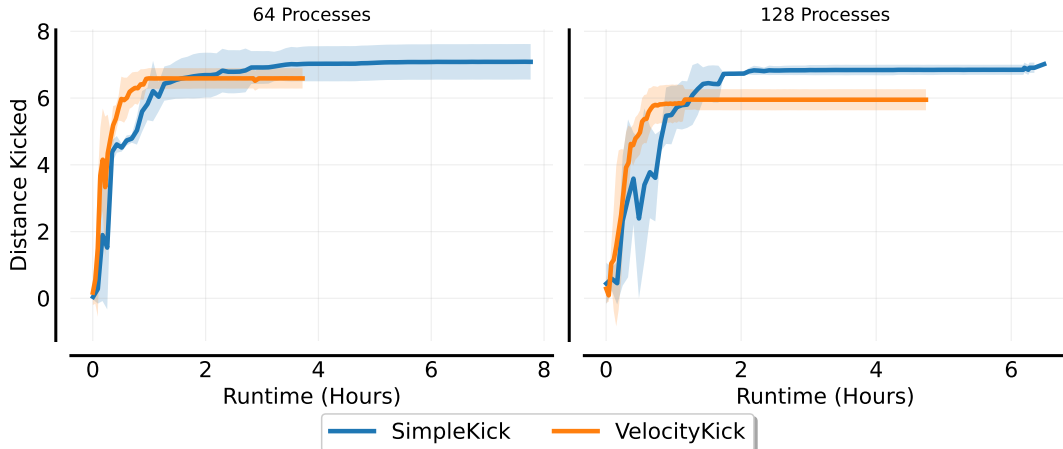 64 Processes
128 Processes
Distance Kicked
8
6
4
2
0
0 2 4 6 8
0 2 4 6
Runtime (Hours)
Runtime (Hours)
SimpleKick VelocityKick